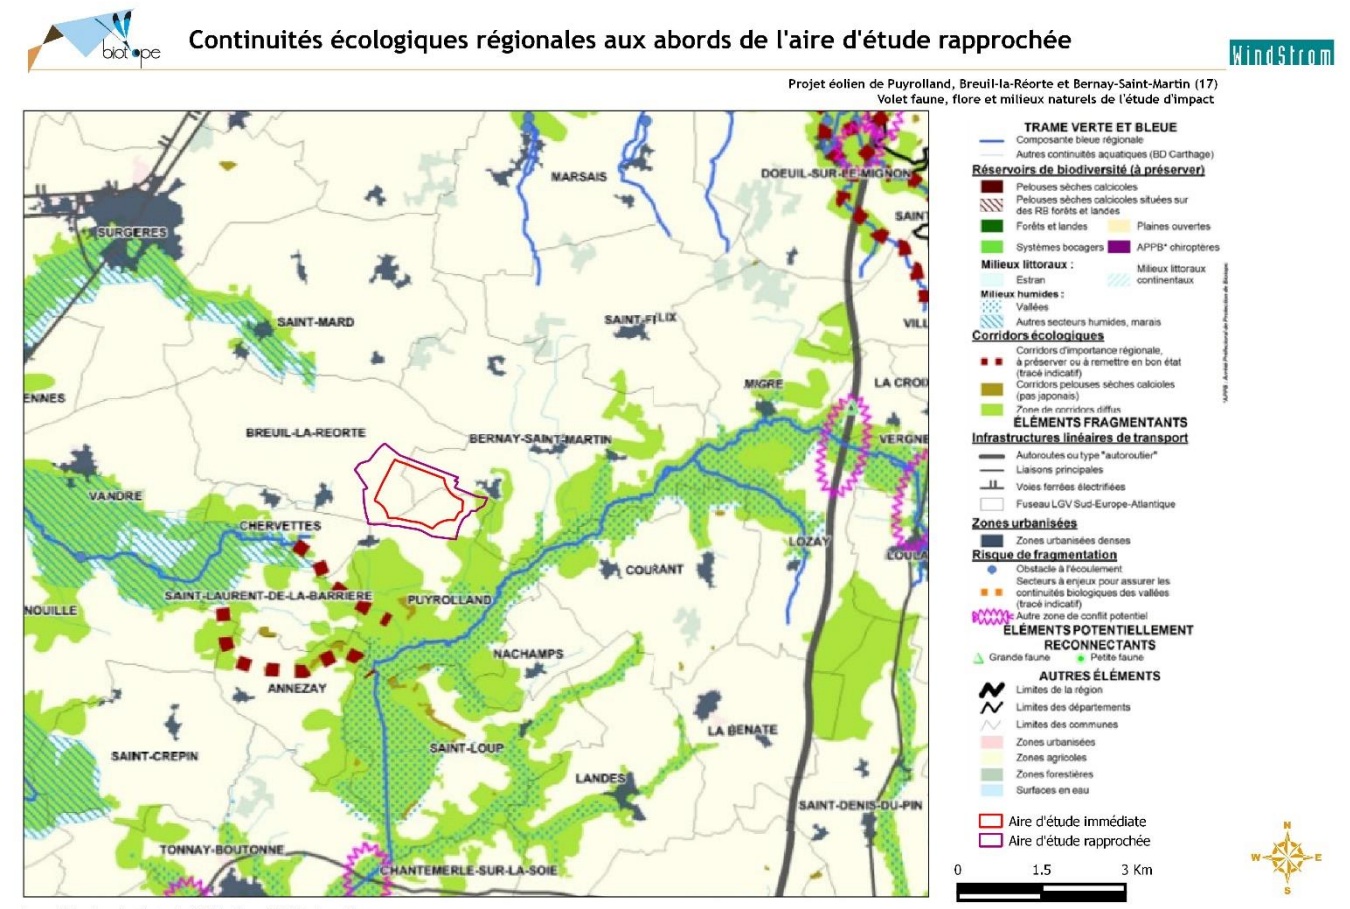 biotope
Continuités écologiques régionales aux abords de l'aire d'étude rapprochée
WindStrom
Projet éolien de Puyrolland, Breuil-la-Réorte et Bernay-Saint-Martin (17)
Volet faune, flore et milieux naturels de l'étude d'impact
MARSAIS
DOEUIL-SUR-LE-MIGNON
SAINT
SURGERES
SAINT-MARD
SAINT-FELIX
VILL
ENNES
MIGRE
LA CROI
BREUIL-LA-REORTE
BERNAY-SAINT-MARTIN
VERGNE
VANDRE
CHERVETTES
LOZAY
LOULA
COURANT
SAINT-LAURENT-DE-LA-BARRIERE
PUYROLLAND
NOUILLE
NACHAMPS
ANNEZAY
LA BENATE
SAINT-CREPIN
SAINT-LOUP
LANDES
SAINT-DENIS-DU-PIN
TONNAY-BOUTONNE
CHANTEMERLE-SUR-LA-SOIE
TRAME VERTE ET BLEUE
Composante bleue régionale
Autres continuités aquatiques (BD Carthage)
Réservoirs de biodiversité (à préserver)
Pelouses sèches calcicoles
Pelouses sèches calcicoles situées sur
des RB forêts et landes
Forêts et landes Plaines ouvertes
Systèmes bocagers APPB* chiroptères
Milieux littoraux :
Estran
Milieux littoraux
continentaux
Milieux humides :
Vallées
Autres secteurs humides, marais
Corridors écologiques
Corridors d'importance régionale,
à préserver ou à remettre en bon état
(tracé indicatif)
Corridors pelouses sèches calcioles
(pas japonais)
Zone de corridors diffus
ÉLÉMENTS FRAGMENTANTS
Infrastructures linéaires de transport
Autoroutes ou type "autoroutier"
Liaisons principales
Voies ferrées électrifiées
Fuseau LGV Sud-Europe-Atlantique
Zones urbanisées
Zones urbanisées denses
Risque de fragmentation
Obstacle à l'écoulement
Secteurs à enjeux pour assurer les
continuités biologiques des vallées
(tracé indicatif)
Autre zone de conflit potentiel
ÉLÉMENTS POTENTIELLEMENT
RECONNECTANTS
Grande faune Petite faune
AUTRES ÉLÉMENTS
Limites de la région
Limites des départements
Limites des communes
Zones urbanisées
Zones agricoles
Zones forestières
Surfaces en eau
Aire d'étude immédiate
Aire d'étude rapprochée
0 1.5 3 Km
N
W E
S